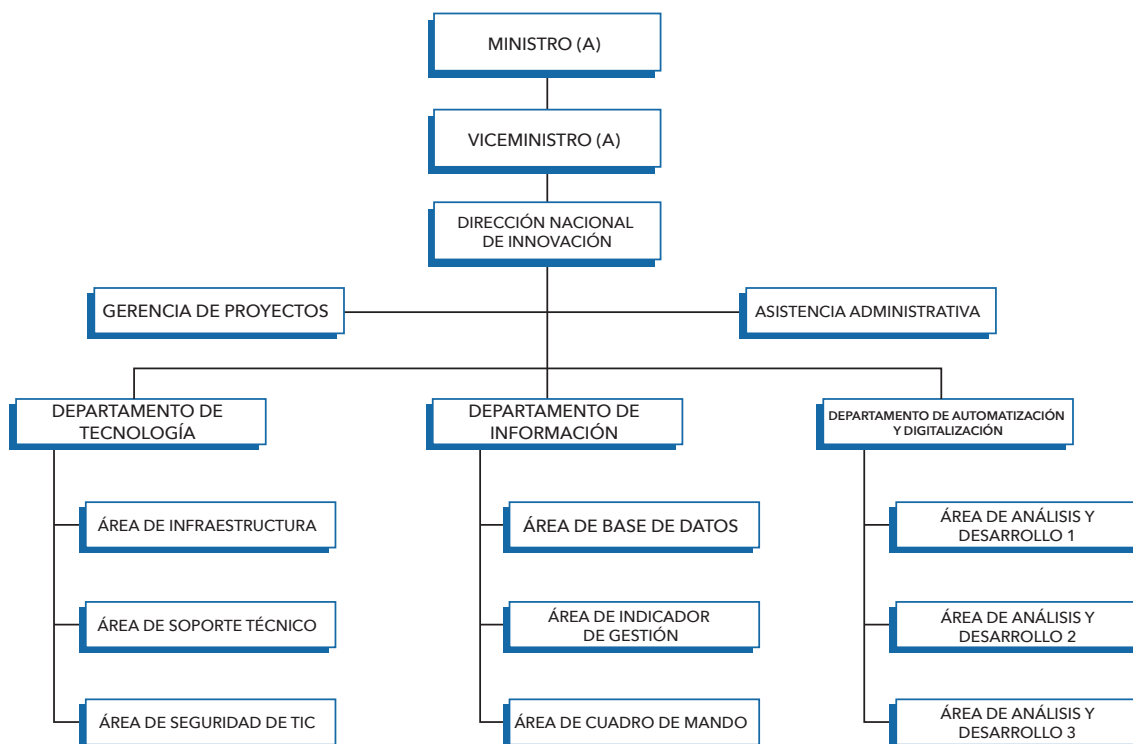 MINISTRO (A)
VICEMINISTRO (A)
DIRECCIÓN NACIONAL
DE INNOVACIÓN
GERENCIA DE PROYECTOS
ASISTENCIA ADMINISTRATIVA
DEPARTAMENTO DE
TECNOLOGÍA
ÁREA DE INFRAESTRUCTURA
ÁREA DE SOPORTE TÉCNICO
ÁREA DE SEGURIDAD DE TIC
DEPARTAMENTO DE
INFORMACIÓN
ÁREA DE BASE DE DATOS
ÁREA DE INDICADOR
DE GESTIÓN
ÁREA DE CUADRO DE MANDO
DEPARTAMENTO DE AUTOMATIZACIÓN
Y DIGITALIZACIÓN
ÁREA DE ANÁLISIS Y
DESARROLLO 1
ÁREA DE ANÁLISIS Y
DESARROLLO 2
ÁREA DE ANÁLISIS Y
DESARROLLO 3